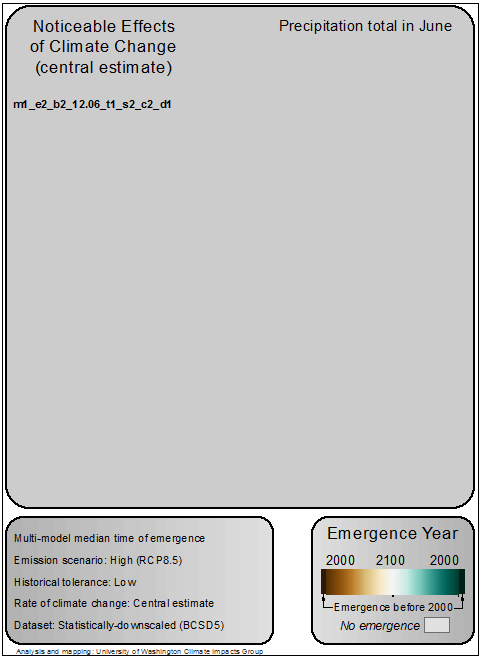 Noticeable Effects
of Climate Change
(central estimate)
Precipitation total in June
m1_e2_b2_12.06_t1_s2_c2_d1
Multi-model median time of emergence
Emission scenario: High (RCP8.5)
Historical tolerance: Low
Rate of climate change: Central estimate
Dataset: Statistically-downscaled (BCSD5)
Emergence Year
2000 2100 2000
Emergence before 2000
No emergence
Analysis and mapping: University of Washington Climate Impacts Group